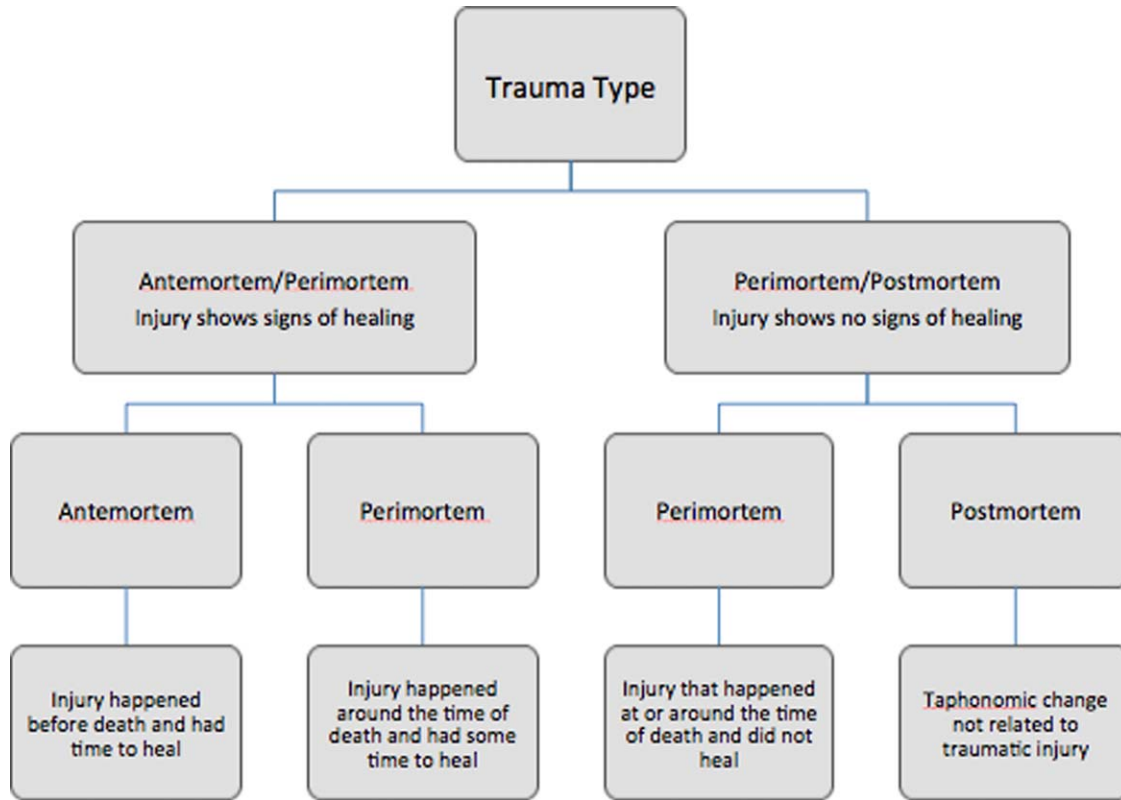 Trauma Type
Antemortem/Perimortem
Injury shows signs of healing
Perimortem/Postmortem
Injury shows no signs of healing
Antemortem
Perimortem
Perimortem
Postmortem
Injury happened
before death and had
time to heal
Injury happened
around the time of
death and had some
time to heal
Injury that happened
at or around the time
of death and did not
heal
Taphonomic change
not related to
traumatic injury